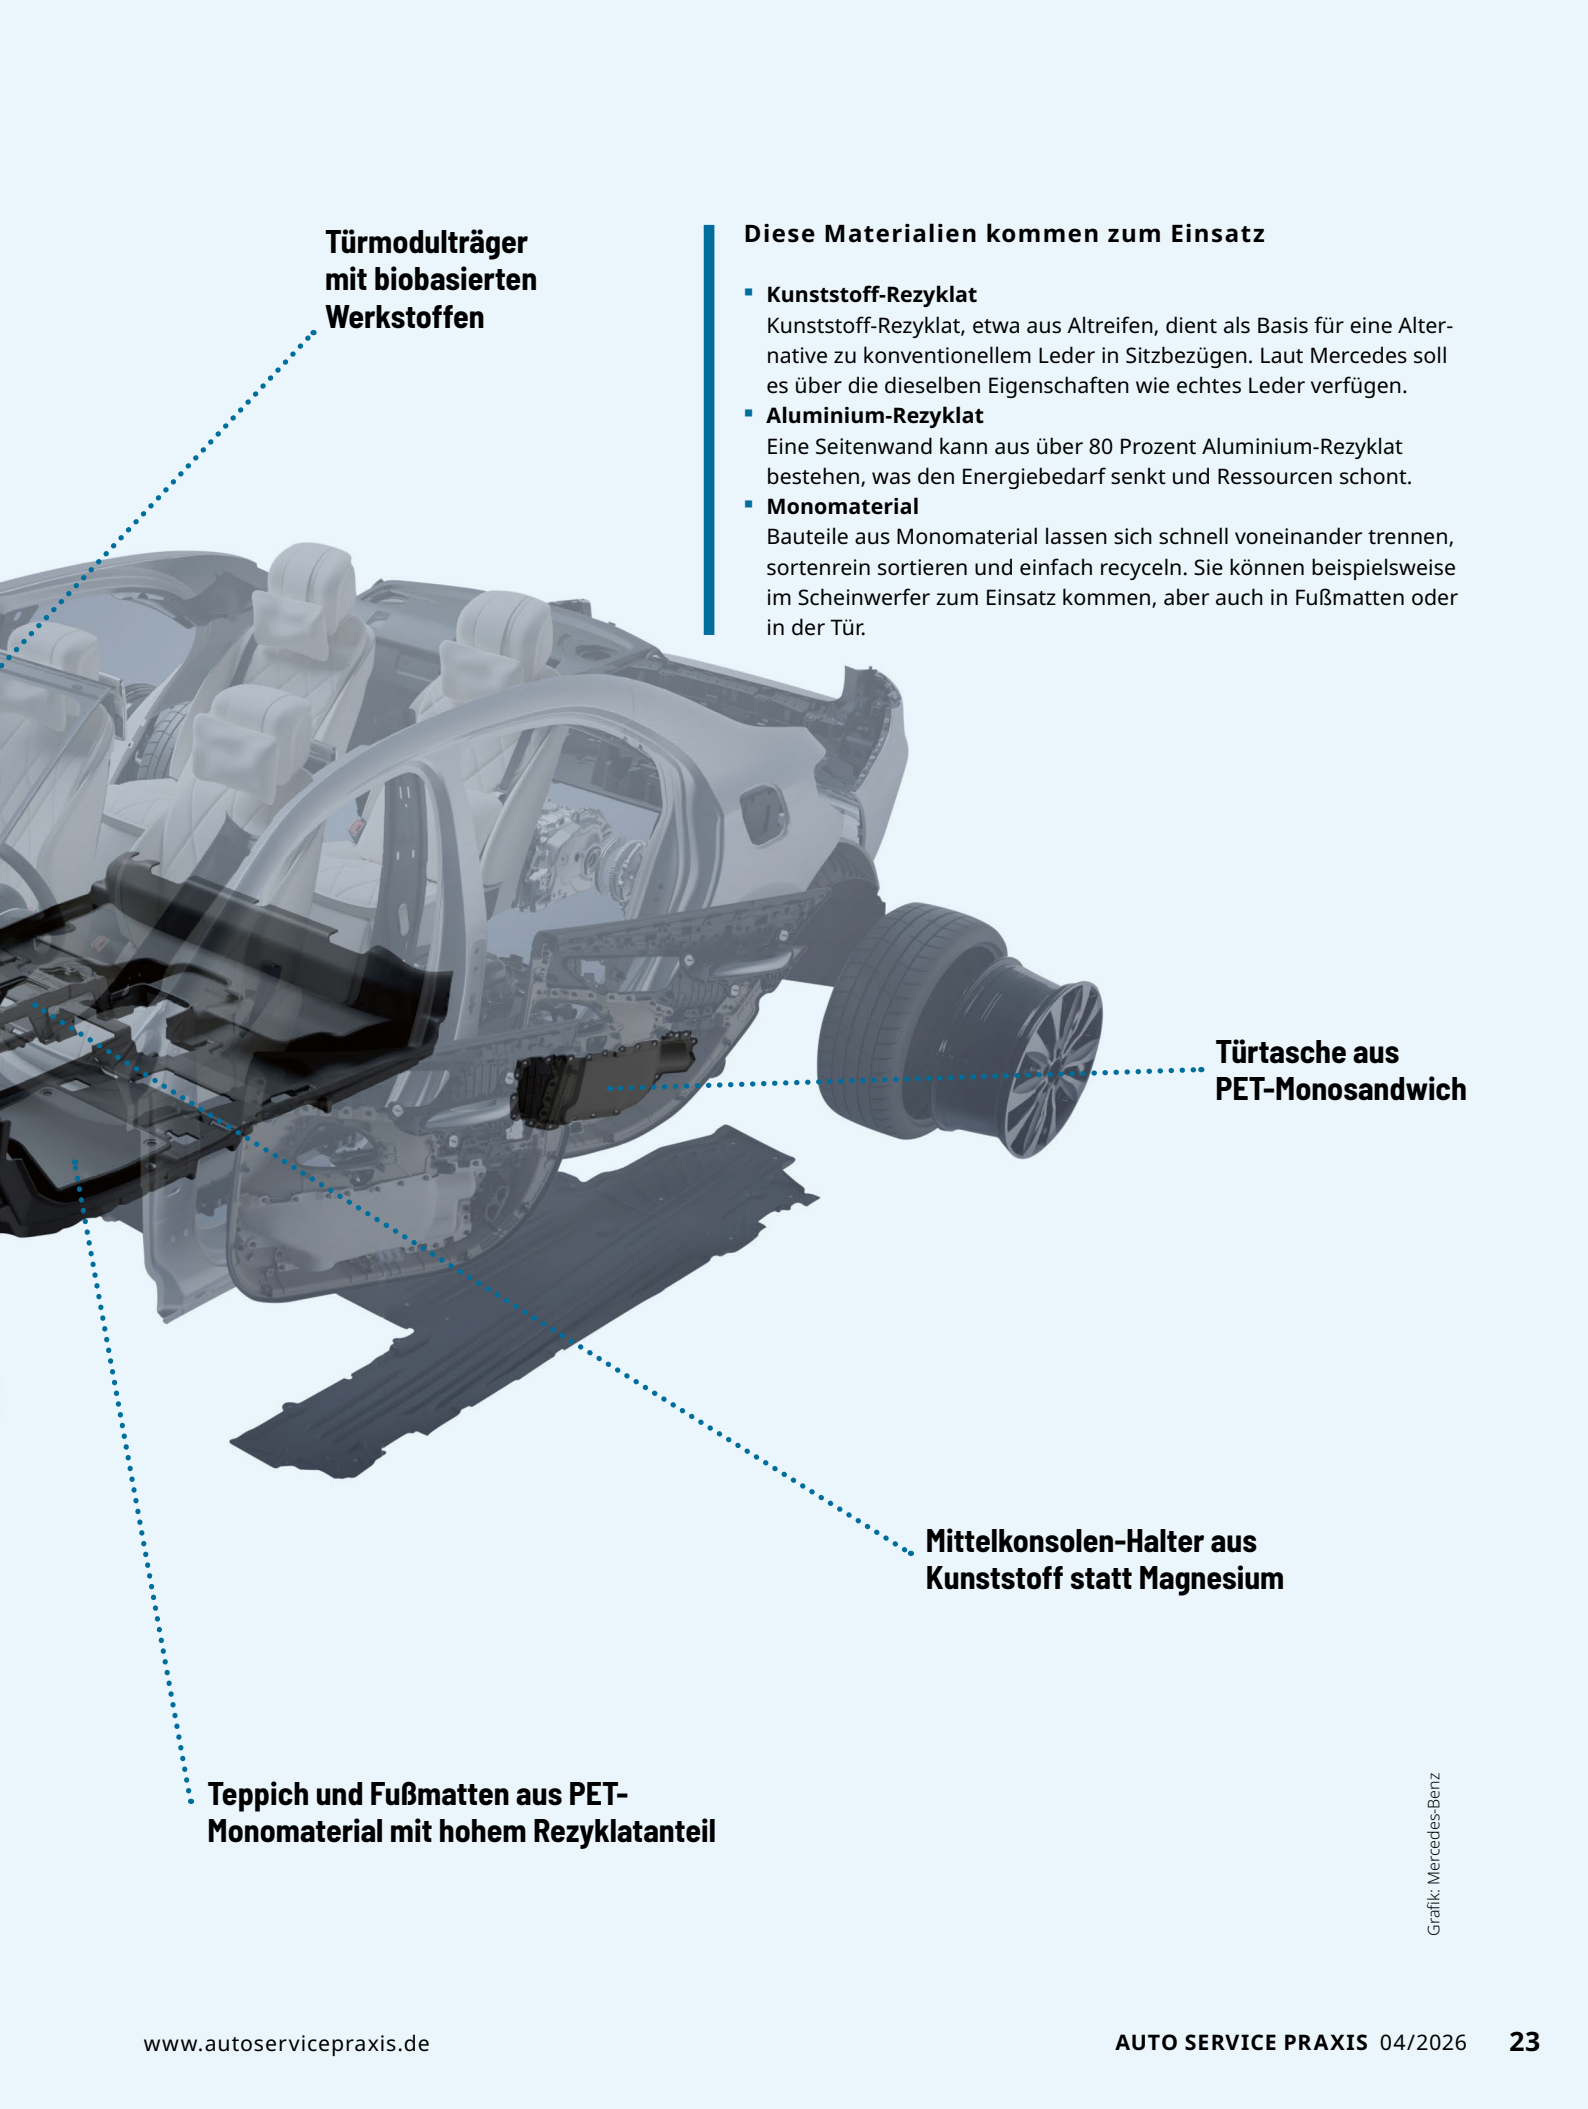 Türmodulträger
mit biobasierten
Werkstoffen
Diese Materialien kommen zum Einsatz
▪ Kunststoff-Rezyklat
Kunststoff-Rezyklat, etwa aus Altreifen, dient als Basis für eine Alter-
native zu konventionellem Leder in Sitzbezügen. Laut Mercedes soll
es über die dieselben Eigenschaften wie echtes Leder verfügen.
▪ Aluminium-Rezyklat
Eine Seitenwand kann aus über 80 Prozent Aluminium-Rezyklat
bestehen, was den Energiebedarf senkt und Ressourcen schont.
▪ Monomaterial
Bauteile aus Monomaterial lassen sich schnell voneinander trennen,
sortenrein sortieren und einfach recyceln. Sie können beispielsweise
im Scheinwerfer zum Einsatz kommen, aber auch in Fußmatten oder
in der Tür.
Türtasche aus
PET-Monosandwich
Mittelkonsolen-Halter aus
Kunststoff statt Magnesium
Teppich und Fußmatten aus PET-
Monomaterial mit hohem Rezyklatanteil
Grafik: Mercedes-Benz
www.autoservicepraxis.de
AUTO SERVICE PRAXIS 04/2026 23